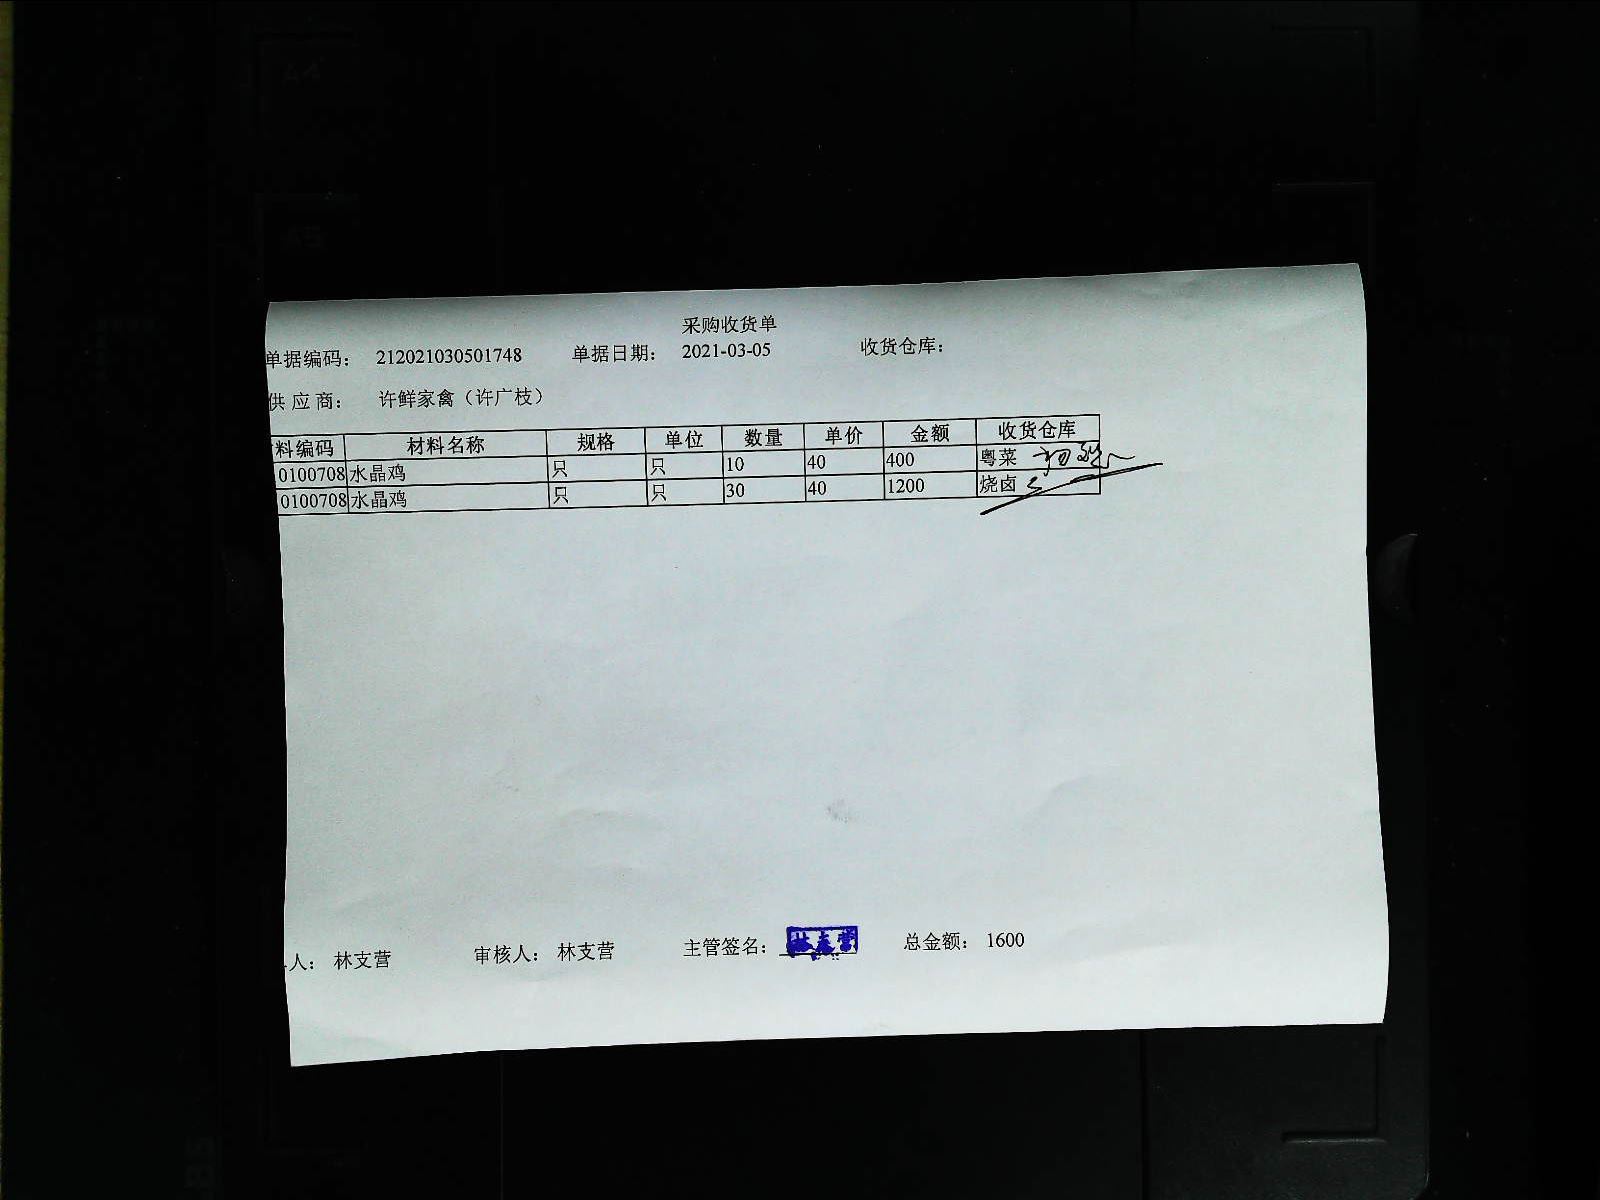 采购收货单
单据编码: 212021030501748 单据日期: 2021-03-05 收货仓库:
供应商: 许鲜家禽（许广枝）
料编码 材料名称 规格 单位 数量 单价 金额 收货仓库
0100708 水晶鸡 只 只 10 40 400 粤菜
0100708 水晶鸡 只 只 30 40 1200 烧卤
人: 林支营 审核人: 林支营 主管签名: 林支营 总金额: 1600